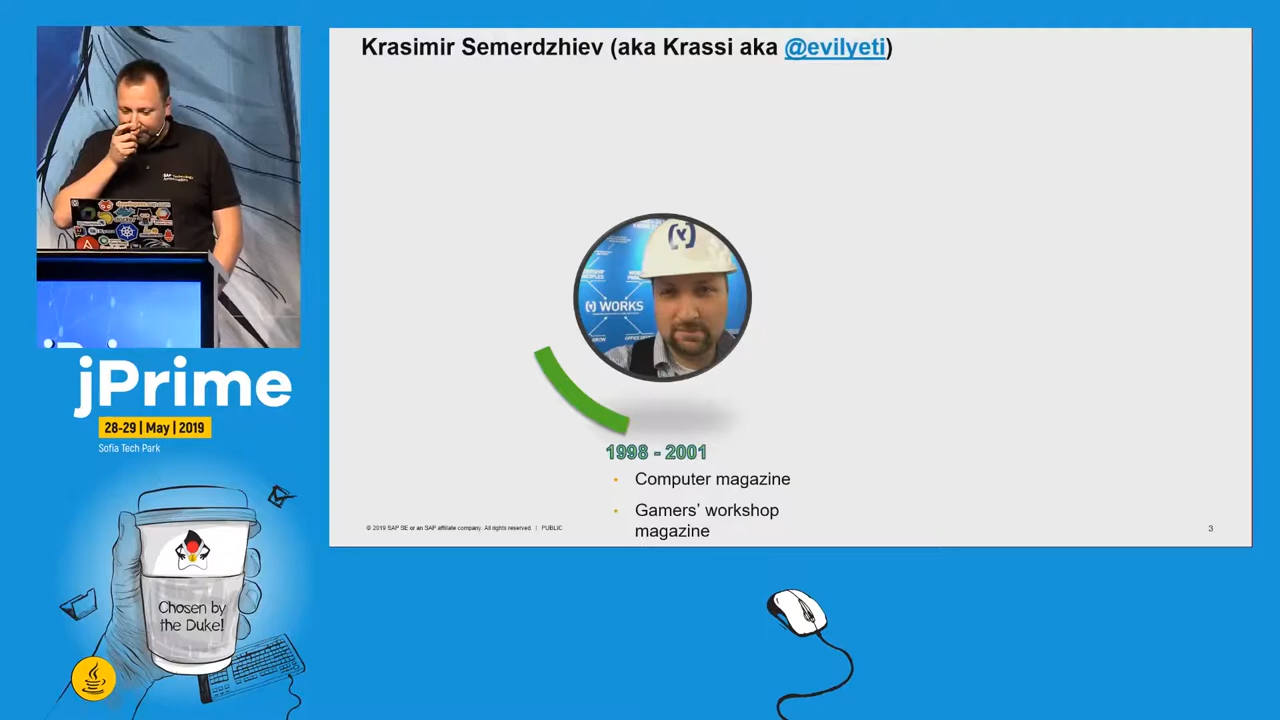 Krasimir Semerdzhiev (aka Krassi aka @evilyeti)
WORKS
1998 - 2001
Computer magazine
Gamers' workshop
magazine
© 2019 SAP SE or an SAP affiliate company. All rights reserved. | PUBLIC
3
SAP Technology
jPrime
28-29 | May | 2019
Sofia Tech Park
Chosen by
the Duke!